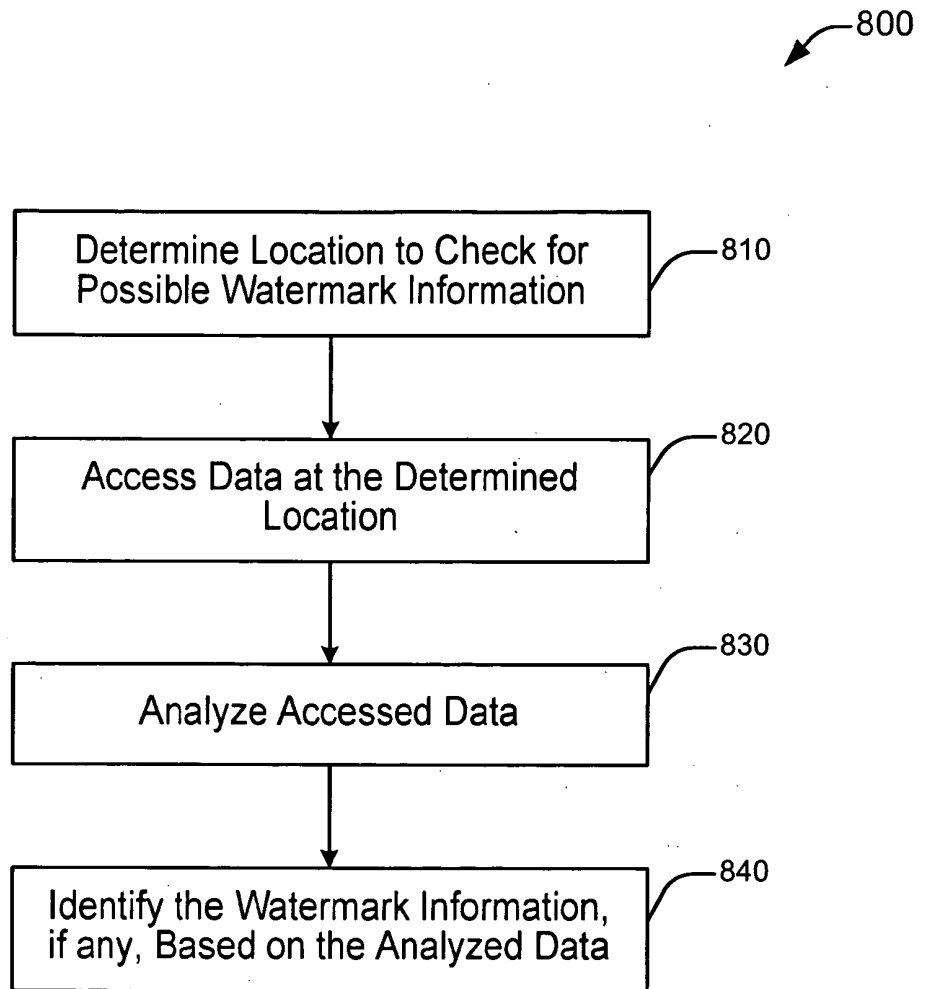 800
Determine Location to Check for
Possible Watermark Information
810
Access Data at the Determined
Location
820
Analyze Accessed Data
830
Identify the Watermark Information,
if any, Based on the Analyzed Data
840